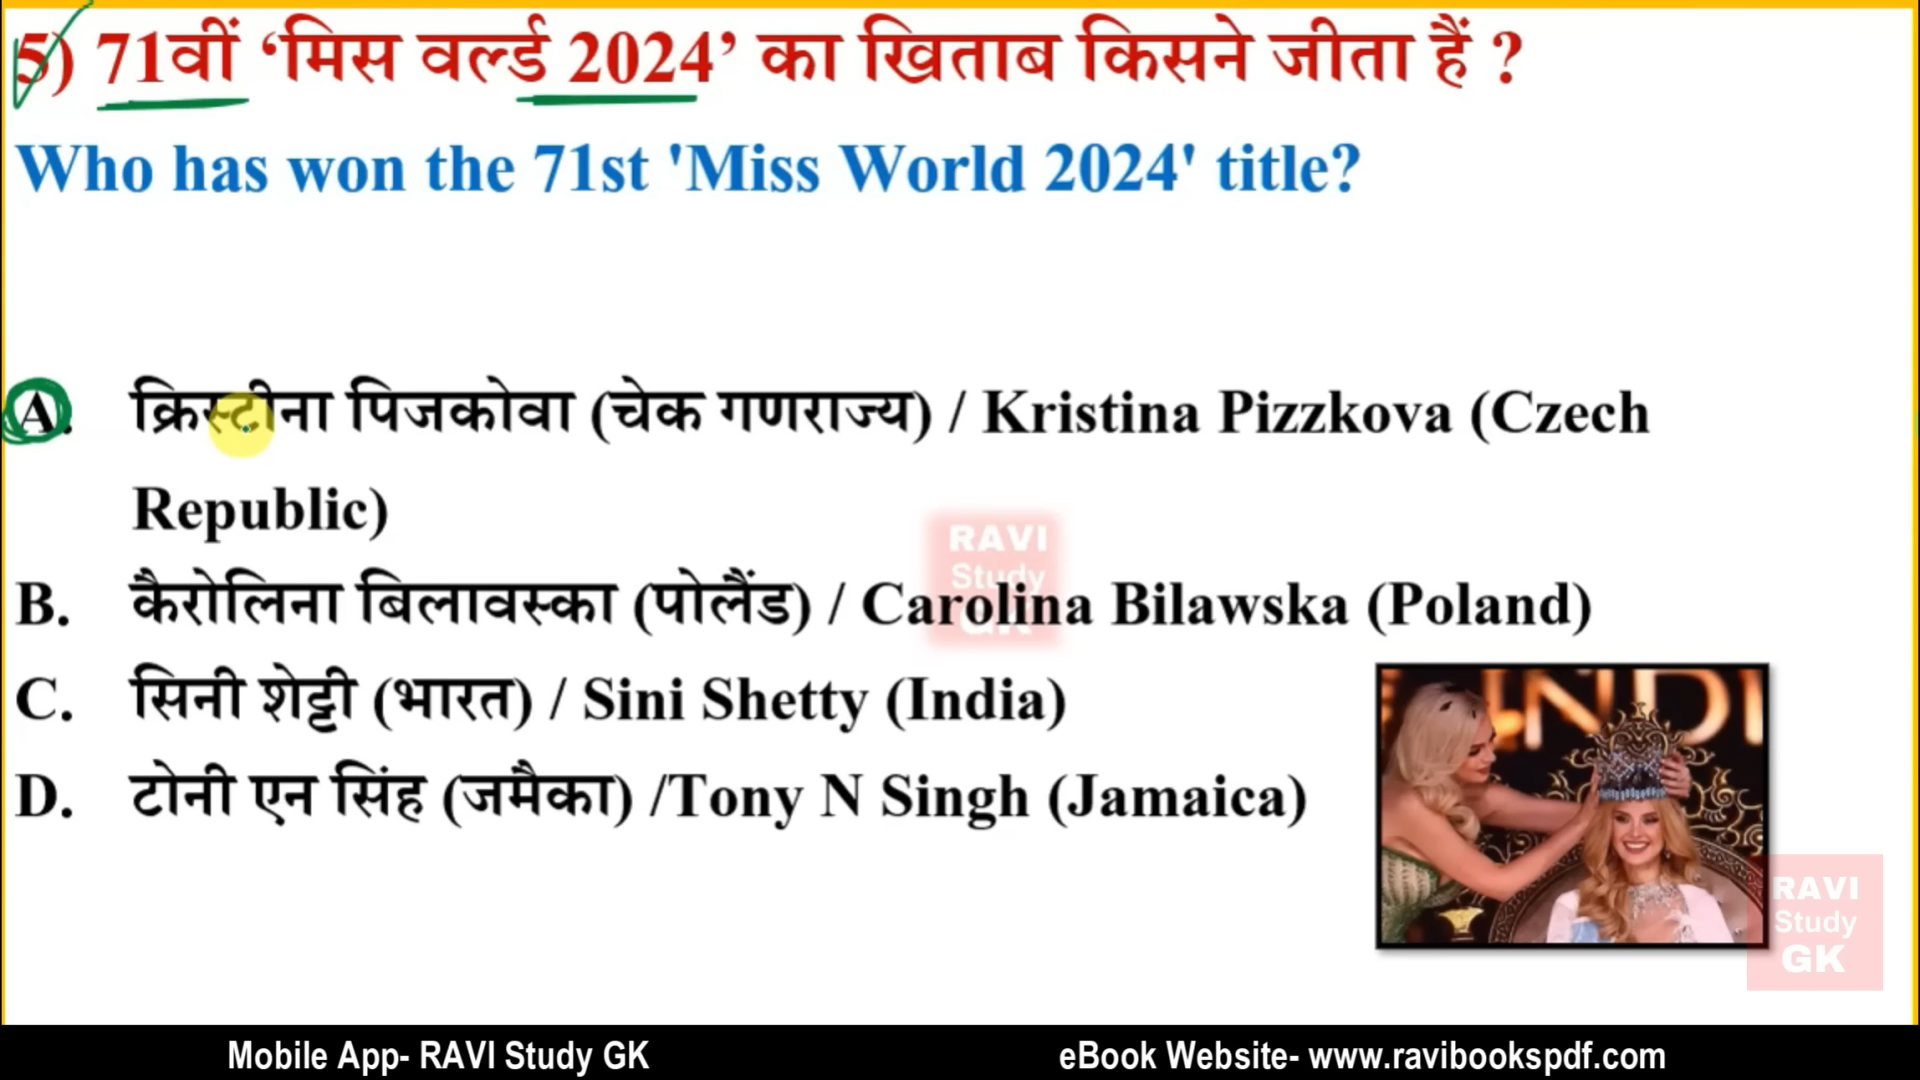 5) 71वीं ‘मिस वर्ल्ड 2024’ का खिताब किसने जीता हैं ?
Who has won the 71st 'Miss World 2024' title?
A. क्रिस्टीना पिजकोवा (चेक गणराज्य) / Kristina Pizzkova (Czech
Republic)
RAVI
Study
GK
B. कैरोलिना बिलावस्का (पोलैंड) / Carolina Bilawska (Poland)
C. सिनी शेट्टी (भारत) / Sini Shetty (India)
D. टोनी एन सिंह (जमैका) /Tony N Singh (Jamaica)
INDI
RAVI
Study
GK
Mobile App- RAVI Study GK
eBook Website- www.ravibookspdf.com